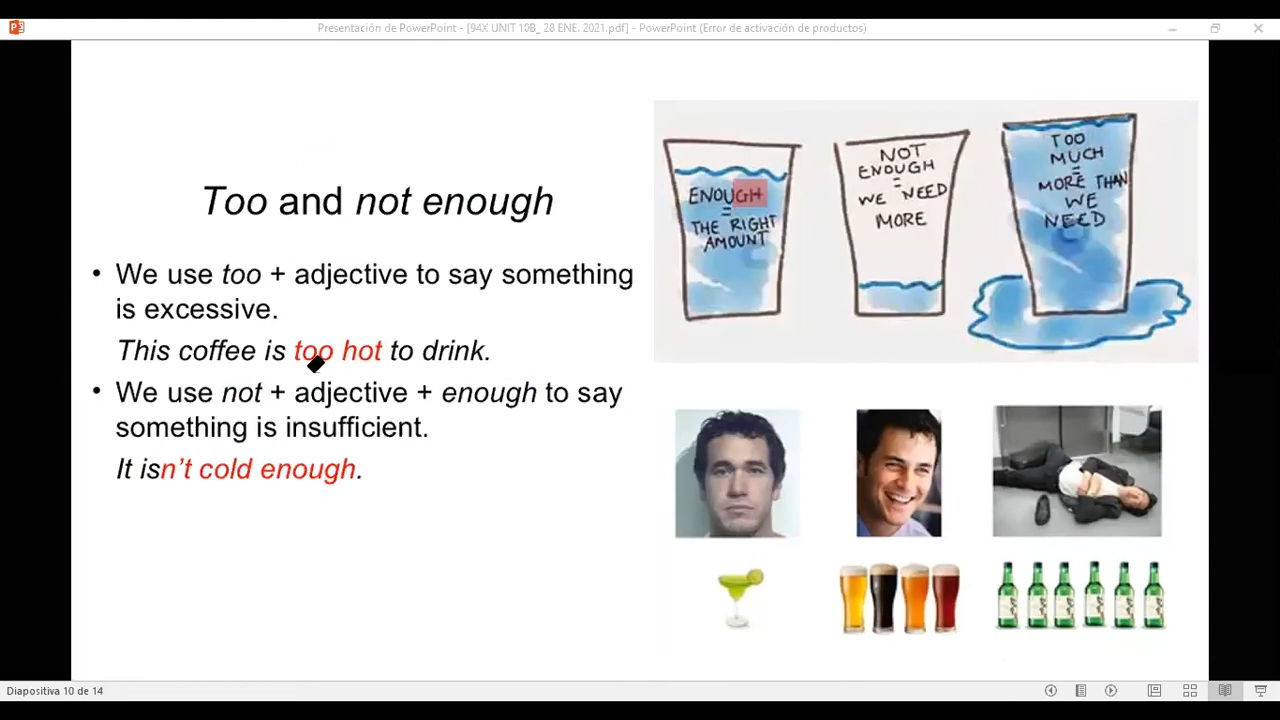 Presentación de PowerPoint - [94X UNIT 10B_ 28 ENE. 2021.pdf] - PowerPoint (Error de activación de productos)
Too and not enough
• We use too + adjective to say something
is excessive.
This coffee is too hot to drink.
• We use not + adjective + enough to say
something is insufficient.
It isn't cold enough.
ENOUGH
=
THE RIGHT
AMOUNT
NOT
ENOUGH
=
WE NEED
MORE
TOO
MUCH
=
MORE THAN
WE
NEED
Diapositiva 10 de 14